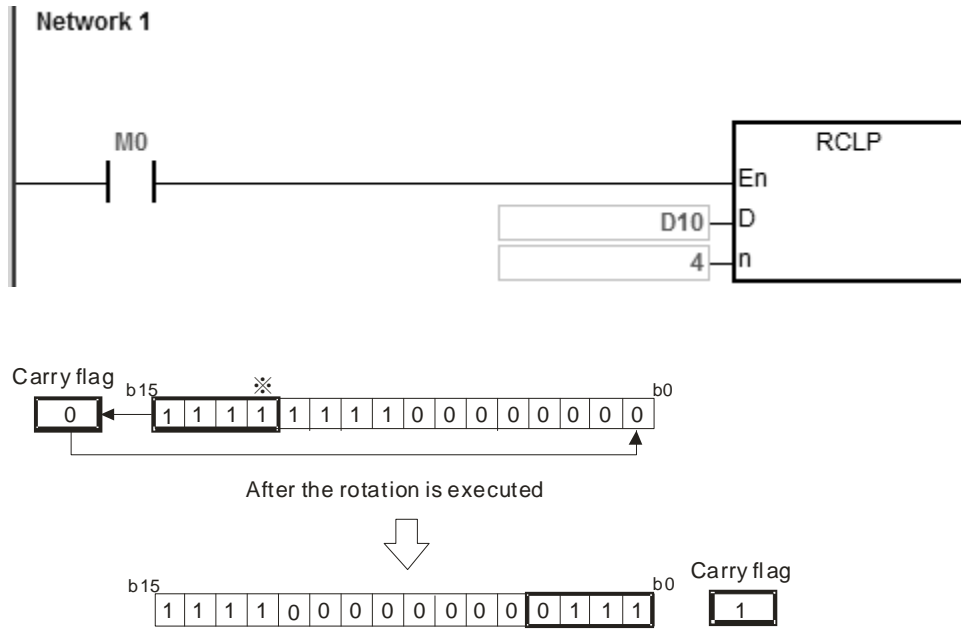 Network 1
M0
RCLP
En
D10 D
4 n
Carry flag b15 ※ b0
0 1 1 1 1 1 1 1 1 0 0 0 0 0 0 0 0
After the rotation is executed
b15 b0 Carry flag
1 1 1 1 0 0 0 0 0 0 0 0 0 1 1 1 1